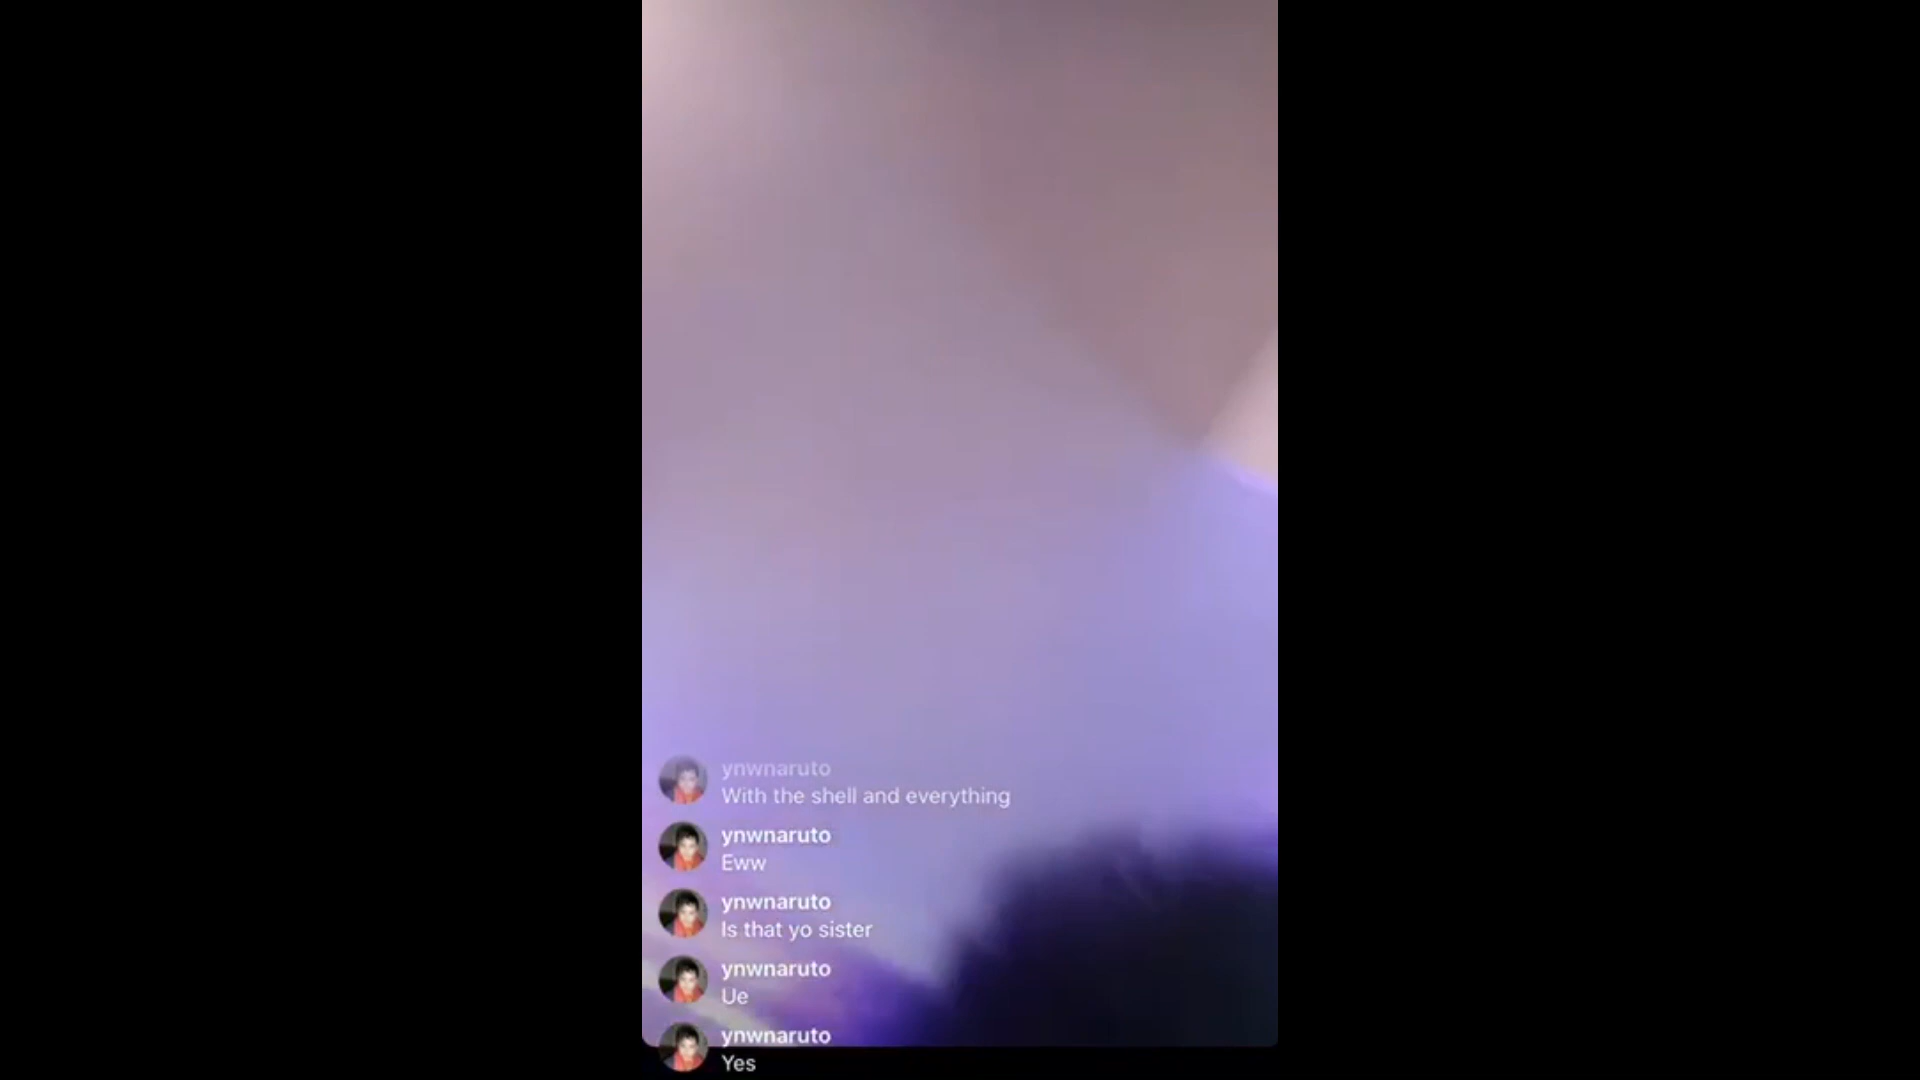 ynwnaruto
With the shell and everything
ynwnaruto
Eww
ynwnaruto
Is that yo sister
ynwnaruto
Ue
ynwnaruto
Yes